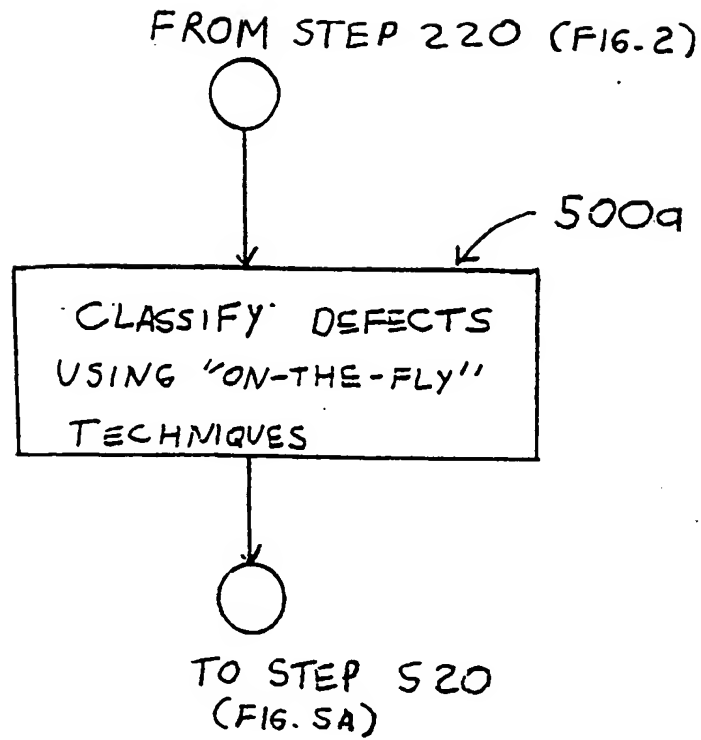 FROM STEP 220 (FIG. 2)
500a
CLASSIFY DEFECTS
USING "ON-THE-FLY"
TECHNIQUES
TO STEP 520
(FIG. 5A)